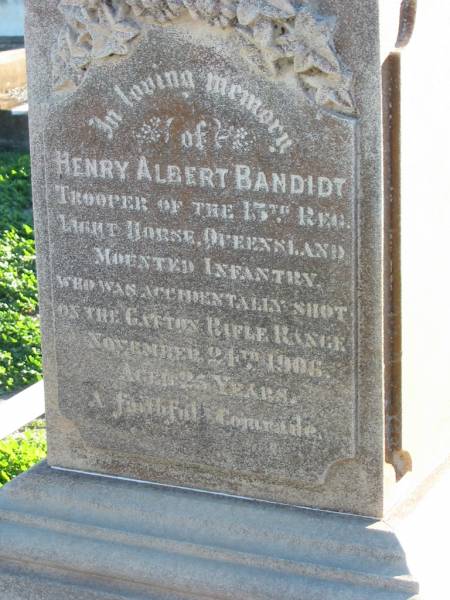 In loving memory
of
HENRY ALBERT BANDIDT
TROOPER OF THE 13TH REG.
LIGHT HORSE, QUEENSLAND
MOUNTED INFANTRY.
WHO WAS ACCIDENTALLY SHOT
ON THE GATTON RIFLE RANGE
NOVEMBER 24TH 1906.
AGED 25 YEARS.
A faithful Comrade.